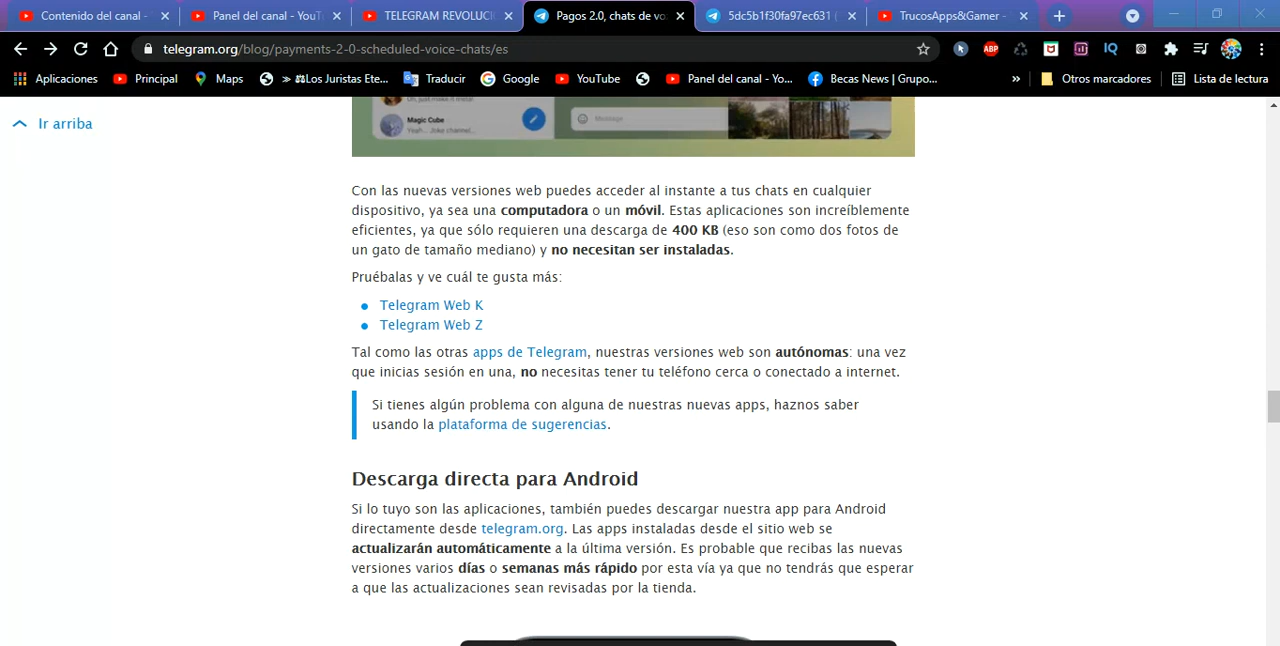 Contenido del canal -
Panel del canal - YouT
TELEGRAM REVOLUCI
Pagos 2.0, chats de vo
5dc5b1f30fa97ec631 (
TrucosApps&Gamer -
telegram.org/blog/payments-2-0-scheduled-voice-chats/es
ABP
IQ
Aplicaciones
Principal
Maps
» ⚖Los Juristas Ete...
Traducir
Google
YouTube
Panel del canal - Yo...
Becas News | Grupo...
»
Otros marcadores
Lista de lectura
Ir arriba
Oh, just make it metal.
Magic Cube
Yeah... Joke channel...
Message
Con las nuevas versiones web puedes acceder al instante a tus chats en cualquier
dispositivo, ya sea una computadora o un móvil. Estas aplicaciones son increíblemente
eficientes, ya que sólo requieren una descarga de 400 KB (eso son como dos fotos de
un gato de tamaño mediano) y no necesitan ser instaladas.
Pruébalas y ve cuál te gusta más:
Telegram Web K
Telegram Web Z
Tal como las otras apps de Telegram, nuestras versiones web son autónomas: una vez
que inicias sesión en una, no necesitas tener tu teléfono cerca o conectado a internet.
Si tienes algún problema con alguna de nuestras nuevas apps, haznos saber
usando la plataforma de sugerencias.
Descarga directa para Android
Si lo tuyo son las aplicaciones, también puedes descargar nuestra app para Android
directamente desde telegram.org. Las apps instaladas desde el sitio web se
actualizarán automáticamente a la última versión. Es probable que recibas las nuevas
versiones varios días o semanas más rápido por esta vía ya que no tendrás que esperar
a que las actualizaciones sean revisadas por la tienda.